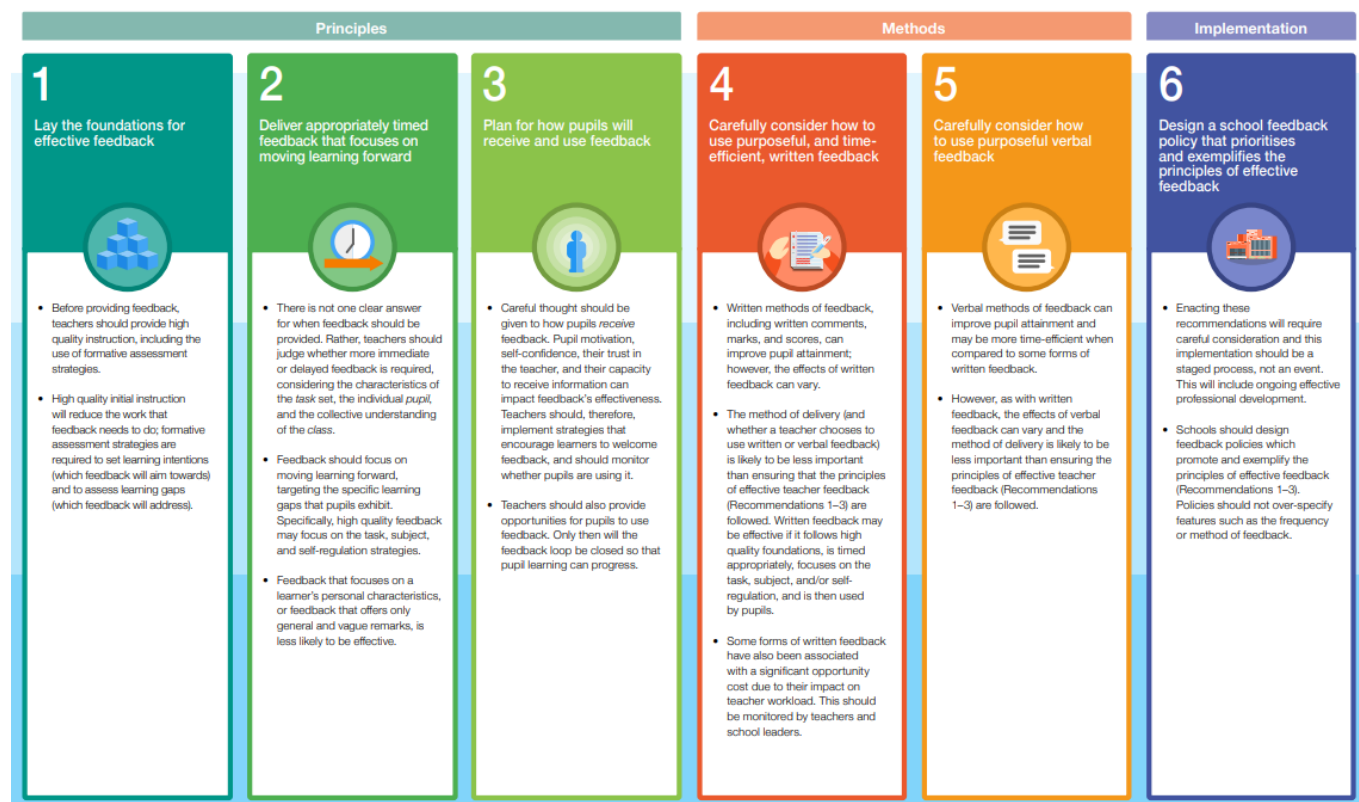 Principles
Methods
Implementation
1
Lay the foundations for
effective feedback
• Before providing feedback,
teachers should provide high
quality instruction, including the
use of formative assessment
strategies.
• High quality initial instruction
will reduce the work that
feedback needs to do; formative
assessment strategies are
required to set learning intentions
(which feedback will aim towards)
and to assess learning gaps
(which feedback will address).
2
Deliver appropriately timed
feedback that focuses on
moving learning forward
• There is not one clear answer
for when feedback should be
provided. Rather, teachers should
judge whether more immediate
or delayed feedback is required,
considering the characteristics of
the task set, the individual pupil,
and the collective understanding
of the class.
• Feedback should focus on
moving learning forward,
targeting the specific learning
gaps that pupils exhibit.
Specifically, high quality feedback
may focus on the task, subject,
and self-regulation strategies.
• Feedback that focuses on a
learner's personal characteristics,
or feedback that offers only
general and vague remarks, is
less likely to be effective.
3
Plan for how pupils will
receive and use feedback
• Careful thought should be
given to how pupils receive
feedback. Pupil motivation,
self-confidence, their trust in
the teacher, and their capacity
to receive information can
impact feedback's effectiveness.
Teachers should, therefore,
implement strategies that
encourage learners to welcome
feedback, and should monitor
whether pupils are using it.
• Teachers should also provide
opportunities for pupils to use
feedback. Only then will the
feedback loop be closed so that
pupil learning can progress.
4
Carefully consider how to
use purposeful, and time-
efficient, written feedback
• Written methods of feedback,
including written comments,
marks, and scores, can
improve pupil attainment;
however, the effects of written
feedback can vary.
• The method of delivery (and
whether a teacher chooses to
use written or verbal feedback)
is likely to be less important
than ensuring that the principles
of effective teacher feedback
(Recommendations 1–3) are
followed. Written feedback may
be effective if it follows high
quality foundations, is timed
appropriately, focuses on the
task, subject, and/or self-
regulation, and is then used
by pupils.
• Some forms of written feedback
have also been associated
with a significant opportunity
cost due to their impact on
teacher workload. This should
be monitored by teachers and
school leaders.
5
Carefully consider how
to use purposeful verbal
feedback
• Verbal methods of feedback can
improve pupil attainment and
may be more time-efficient when
compared to some forms of
written feedback.
• However, as with written
feedback, the effects of verbal
feedback can vary and the
method of delivery is likely to be
less important than ensuring the
principles of effective teacher
feedback (Recommendations
1–3) are followed.
6
Design a school feedback
policy that prioritises
and exemplifies the
principles of effective
feedback
• Enacting these
recommendations will require
careful consideration and this
implementation should be a
staged process, not an event.
This will include ongoing effective
professional development.
• Schools should design
feedback policies which
promote and exemplify the
principles of effective feedback
(Recommendations 1–3).
Policies should not over-specify
features such as the frequency
or method of feedback.